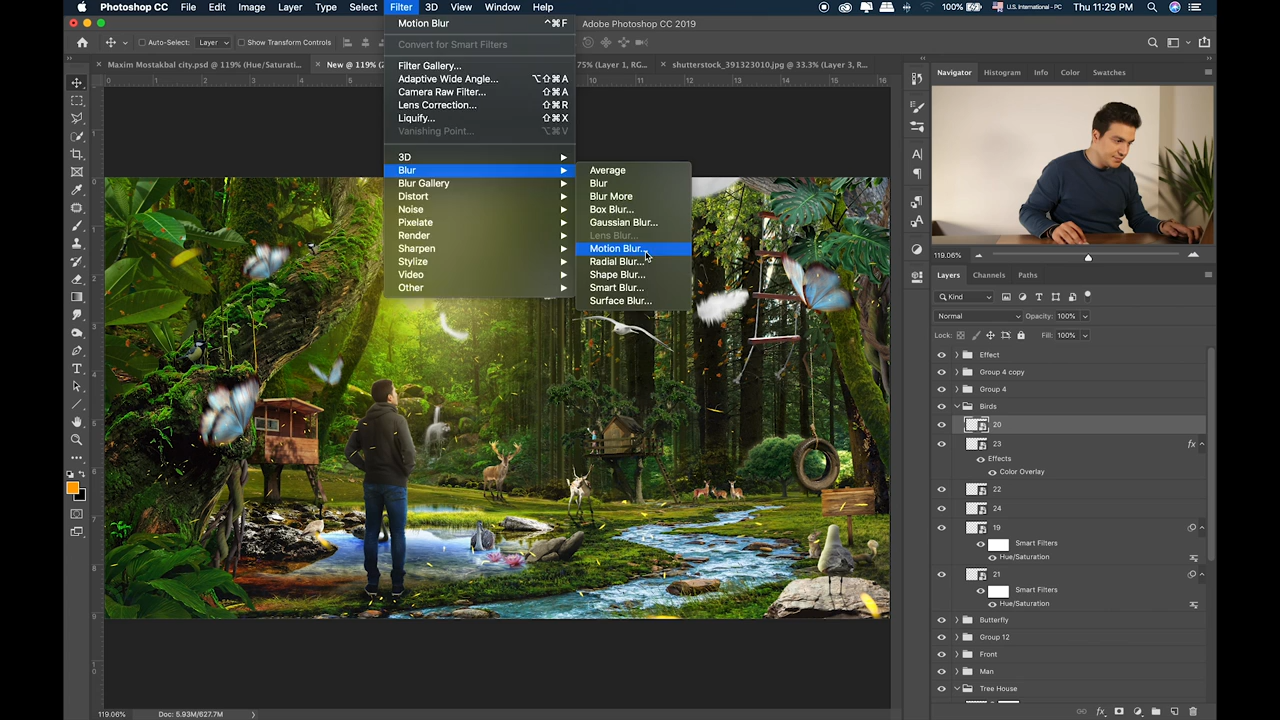 Photoshop CC File Edit Image Layer Type Select Filter 3D View Window Help 100% U.S. International - PC Thu 11:29 PM
Adobe Photoshop CC 2019
Auto-Select: Layer Show Transform Controls
Maxim Mostakbal city.psd @ 119% (Hue/Saturati...
New @ 119% (2
75% (Layer 1, RG...
shutterstock_391323010.jpg @ 33.3% (Layer 3, R...
Motion Blur ^⌘F
Convert for Smart Filters
Filter Gallery...
Adaptive Wide Angle... ⌥⇧⌘A
Camera Raw Filter... ⇧⌘A
Lens Correction... ⇧⌘R
Liquify... ⇧⌘X
Vanishing Point... ⌥⌘V
3D
Blur
Blur Gallery
Distort
Noise
Pixelate
Render
Sharpen
Stylize
Video
Other
Average
Blur
Blur More
Box Blur...
Gaussian Blur...
Lens Blur...
Motion Blur...
Radial Blur...
Shape Blur...
Smart Blur...
Surface Blur...
Navigator Histogram Info Color Swatches
119.06%
Layers Channels Paths
Kind
Normal Opacity: 100%
Lock: Fill: 100%
Effect
Group 4 copy
Group 4
Birds
20
23 fx
Effects
Color Overlay
22
24
19
Smart Filters
Hue/Saturation
21
Smart Filters
Hue/Saturation
Butterfly
Group 12
Front
Man
Tree House
119.06% Doc: 5.93M/627.7M